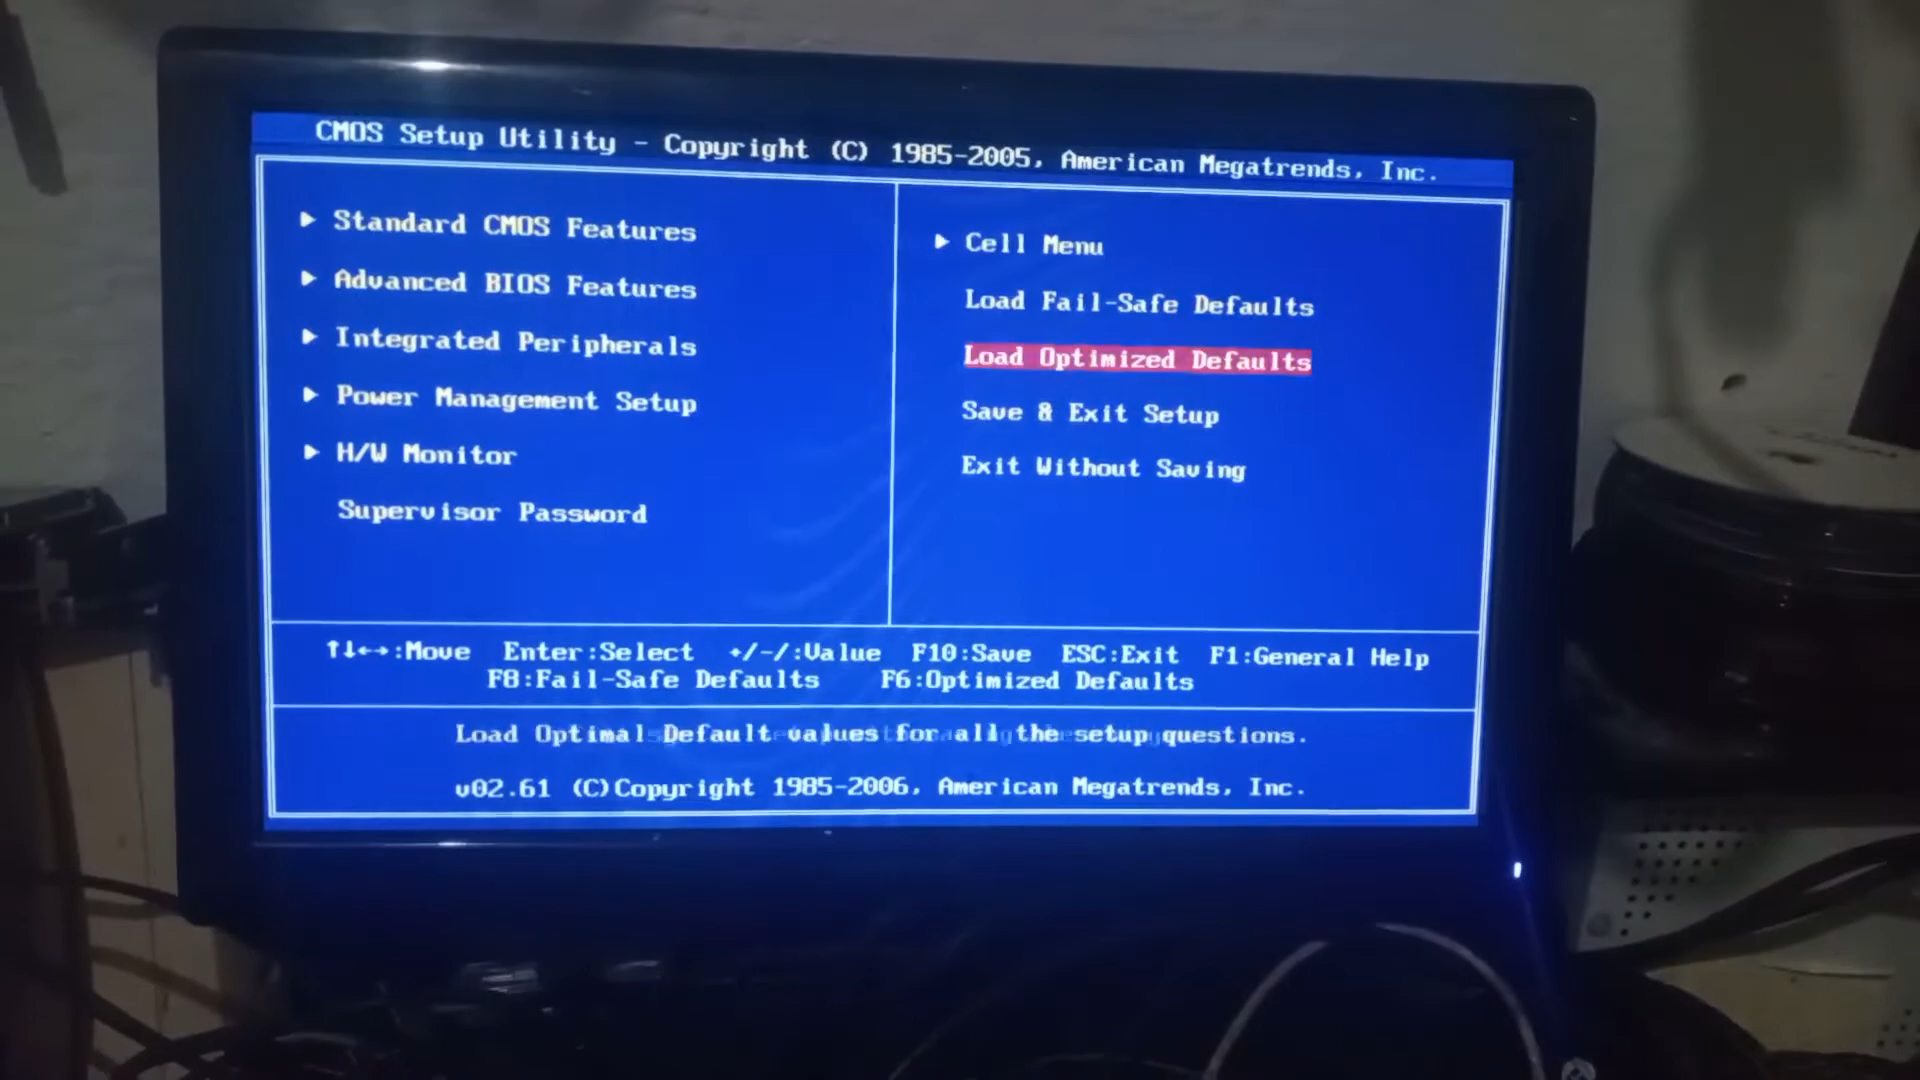 CMOS Setup Utility - Copyright (C) 1985-2005, American Megatrends, Inc.
Standard CMOS Features
Advanced BIOS Features
Integrated Peripherals
Power Management Setup
H/W Monitor
Supervisor Password
Cell Menu
Load Fail-Safe Defaults
Load Optimized Defaults
Save & Exit Setup
Exit Without Saving
↑↓←→:Move Enter:Select +/-/:Value F10:Save ESC:Exit F1:General Help
F8:Fail-Safe Defaults F6:Optimized Defaults
Load Optimal Default values for all the setup questions.
v02.61 (C)Copyright 1985-2006, American Megatrends, Inc.